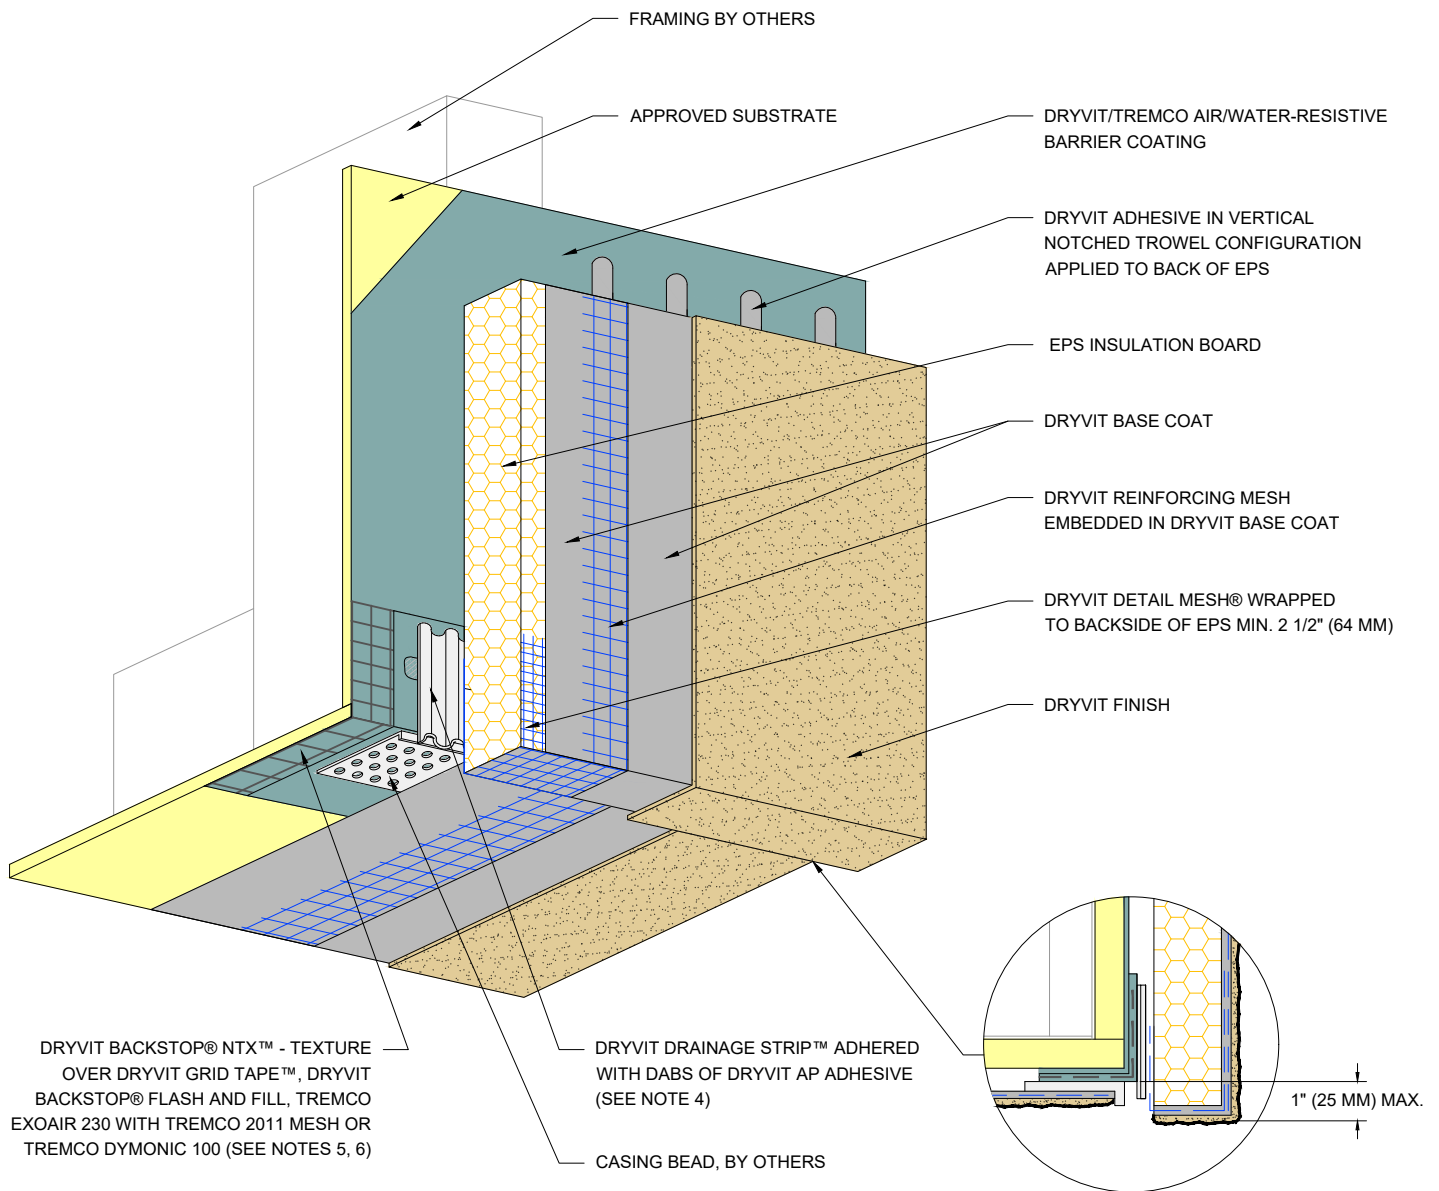 FRAMING BY OTHERS
APPROVED SUBSTRATE
DRYVIT/TREMCO AIR/WATER-RESISTIVE
BARRIER COATING
DRYVIT ADHESIVE IN VERTICAL
NOTCHED TROWEL CONFIGURATION
APPLIED TO BACK OF EPS
EPS INSULATION BOARD
DRYVIT BASE COAT
DRYVIT REINFORCING MESH
EMBEDDED IN DRYVIT BASE COAT
DRYVIT DETAIL MESH® WRAPPED
TO BACKSIDE OF EPS MIN. 2 1/2" (64 MM)
DRYVIT FINISH
DRYVIT BACKSTOP® NTX™ - TEXTURE
OVER DRYVIT GRID TAPE™, DRYVIT
BACKSTOP® FLASH AND FILL, TREMCO
EXOAIR 230 WITH TREMCO 2011 MESH OR
TREMCO DYMONIC 100 (SEE NOTES 5, 6)
DRYVIT DRAINAGE STRIP™ ADHERED
WITH DABS OF DRYVIT AP ADHESIVE
(SEE NOTE 4)
CASING BEAD, BY OTHERS
1" (25 MM) MAX.